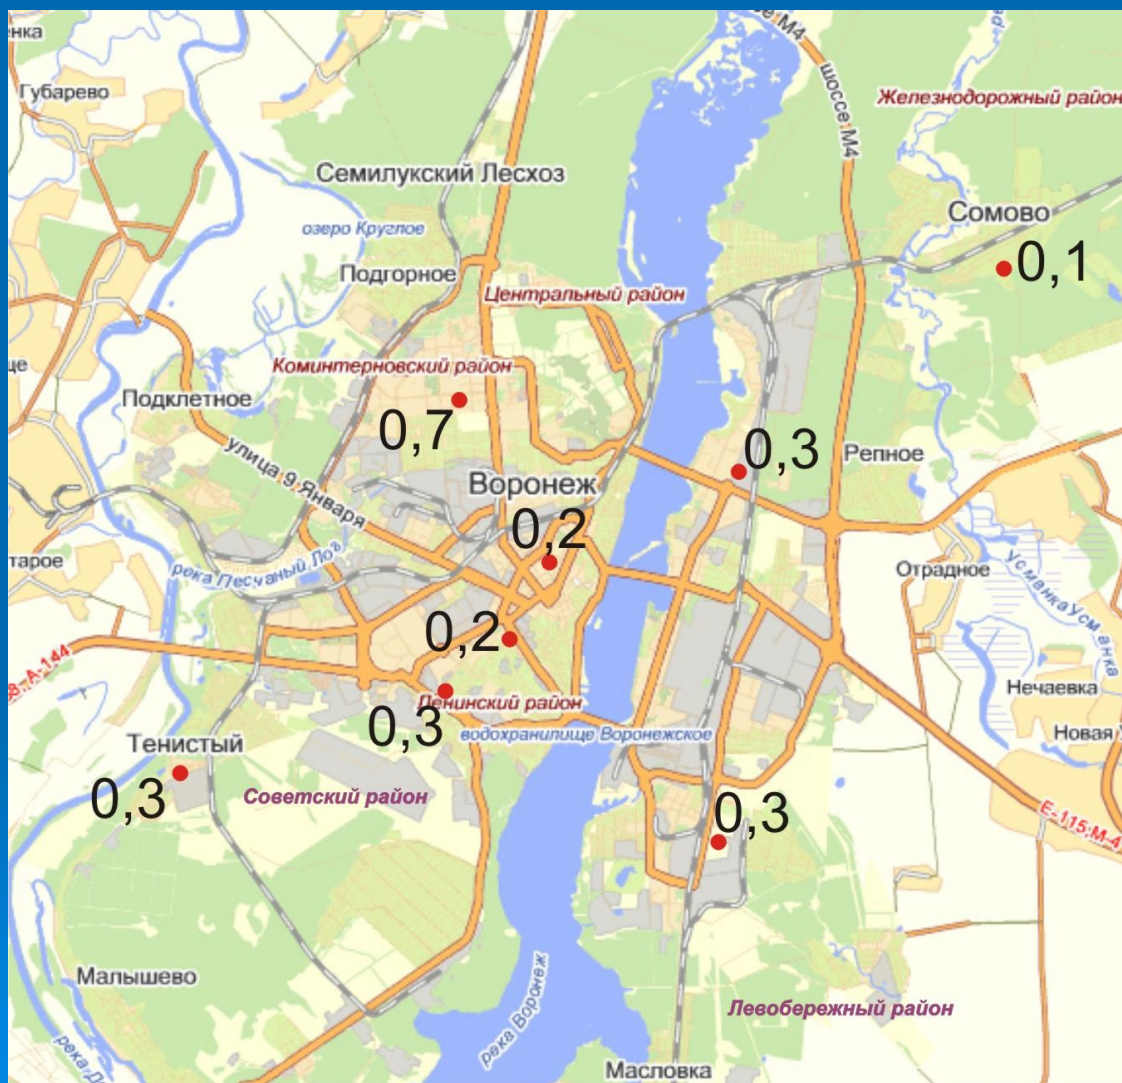 шоссе М4
Губарево
Железнодорожный район
Семилукский Лесхоз
Сомово
озеро Круглое
0,1
Подгорное
Центральный район
Коминтерновский район
Подклетное
0,7
улица 9 Января
0,3
Репное
Воронеж
0,2
река Песчаный Логъ
Отрадное
Усманка
Усманка
0,2
А-144
Нечаевка
Ленинский район
0,3
водохранилище Воронежское
Новая
Тенистый
0,3
Советский район
0,3
Е-115;М-4
Малышево
река Воронеж
Левобережный район
Масловка